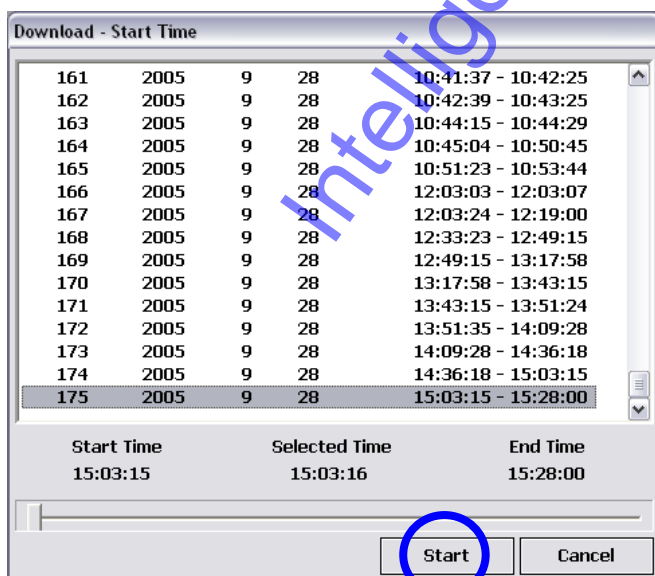 Download - Start Time
161 2005 9 28 10:41:37 - 10:42:25
162 2005 9 28 10:42:39 - 10:43:25
163 2005 9 28 10:44:15 - 10:44:29
164 2005 9 28 10:45:04 - 10:50:45
165 2005 9 28 10:51:23 - 10:53:44
166 2005 9 28 12:03:03 - 12:03:07
167 2005 9 28 12:03:24 - 12:19:00
168 2005 9 28 12:33:23 - 12:49:15
169 2005 9 28 12:49:15 - 13:17:58
170 2005 9 28 13:17:58 - 13:43:15
171 2005 9 28 13:43:15 - 13:51:24
172 2005 9 28 13:51:35 - 14:09:28
173 2005 9 28 14:09:28 - 14:36:18
174 2005 9 28 14:36:18 - 15:03:15
175 2005 9 28 15:03:15 - 15:28:00
Start Time Selected Time End Time
15:03:15 15:03:16 15:28:00
Start Cancel